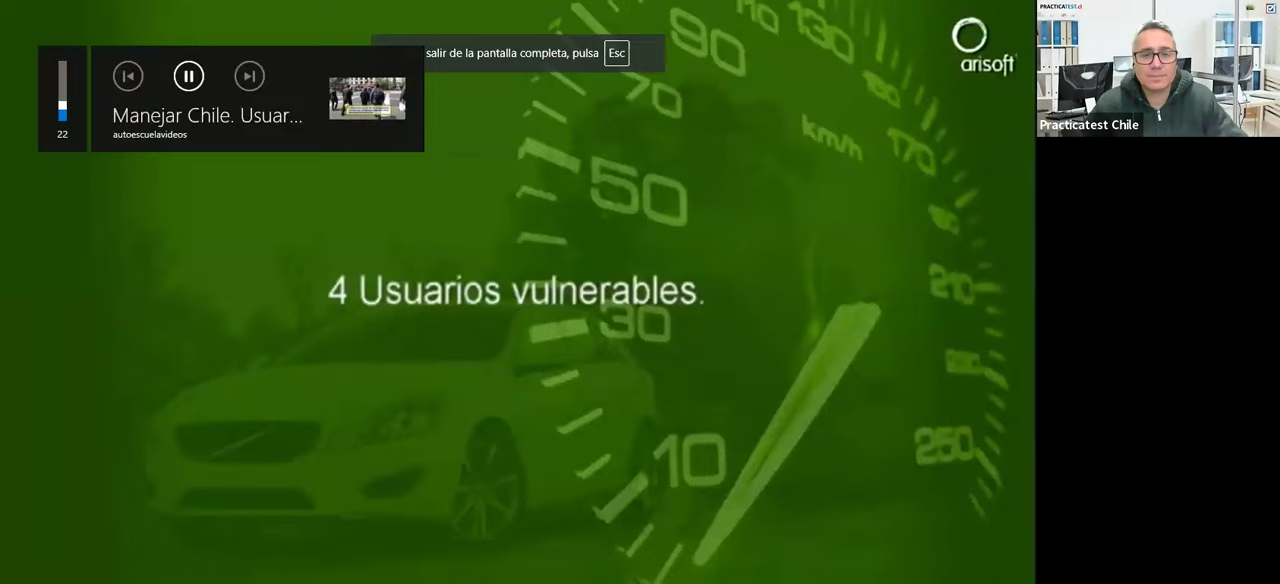 salir de la pantalla completa, pulsa Esc
Manejar Chile. Usuar...
autoescuelavideos
22
arisoft
4 Usuarios vulnerables.
10
30
50
70
90
110
130
150
170
210
250
km/h
PRACTICATEST.cl
Practicatest Chile